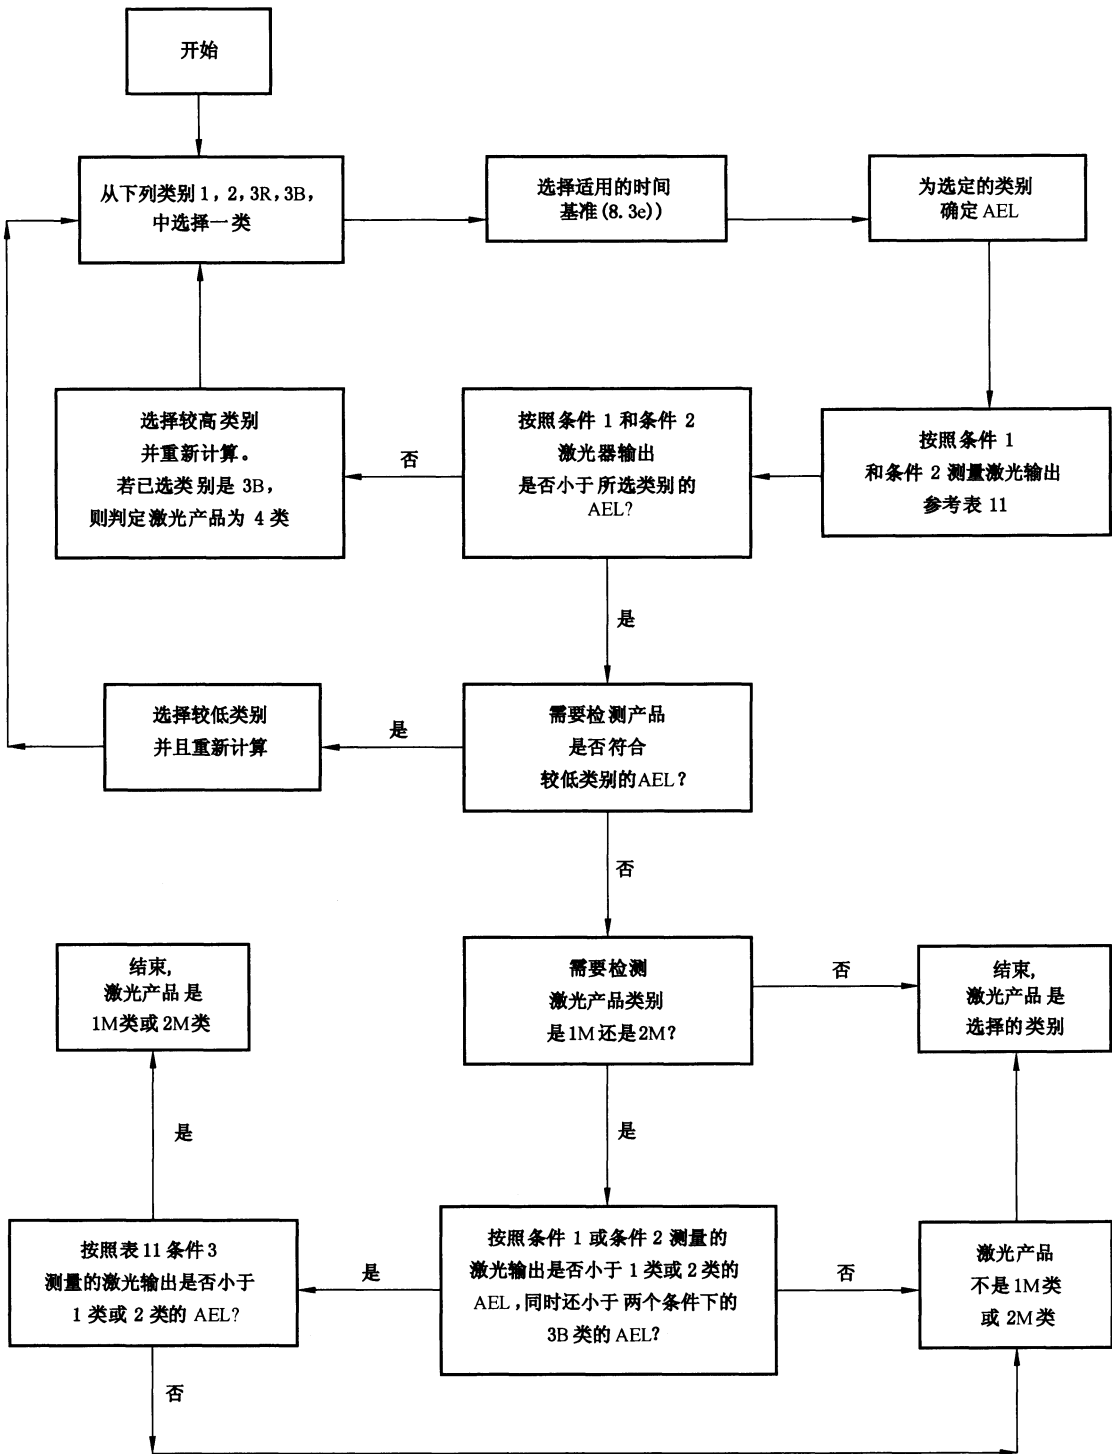 开始
从下列类别1，2，3R，3B，
中选择一类
选择适用的时间
基准(8.3e))
为选定的类别
确定AEL
选择较高类别
并重新计算。
若已选类别是 3B，
则判定激光产品为 4 类
否
按照条件 1 和条件 2
激光器输出
是否小于所选类别的
AEL?
按照条件 1
和条件 2 测量激光输出
参考表 11
是
选择较低类别
并且重新计算
是
需要检测产品
是否符合
较低类别的AEL？
否
结束，
激光产品是
1M类或2M类
需要检测
激光产品类别
是1M还是2M？
否
结束，
激光产品是
选择的类别
是
是
按照表11条件3
测量的激光输出是否小于
1 类或 2 类的 AEL?
是
按照条件 1 或条件 2 测量的
激光输出是否小于 1 类或 2 类的
AEL，同时还小于两个条件下的
3B 类的 AEL？
否
激光产品
不是1M类
或 2M类
否